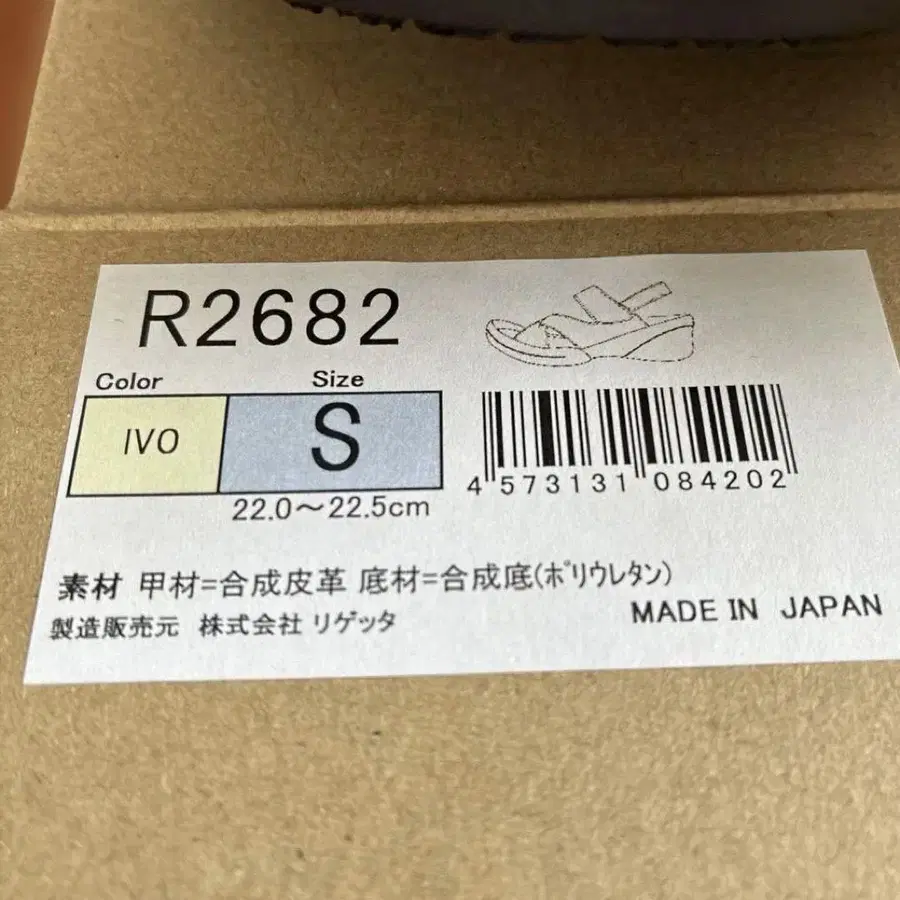 R2682
Color Size
IVO S
22.0～22.5cm
4 573131 084202
素材 甲材=合成皮革 底材=合成底(ﾎﾟﾘｳﾚﾀﾝ)
製造販売元 株式会社 リゲッタ
MADE IN JAPAN